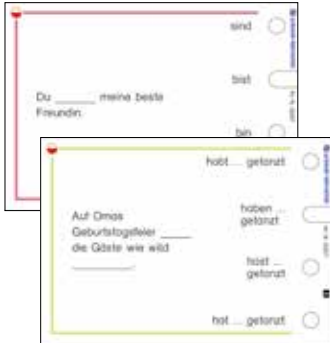 sind
bist
Du ______ meine beste
Freundin.
bin
habt ... getanzt
haben ...
getanzt
Auf Omas
Geburtstagsfeier _____
die Gäste wie wild
__________.
hast ...
getanzt
hat ... getanzt